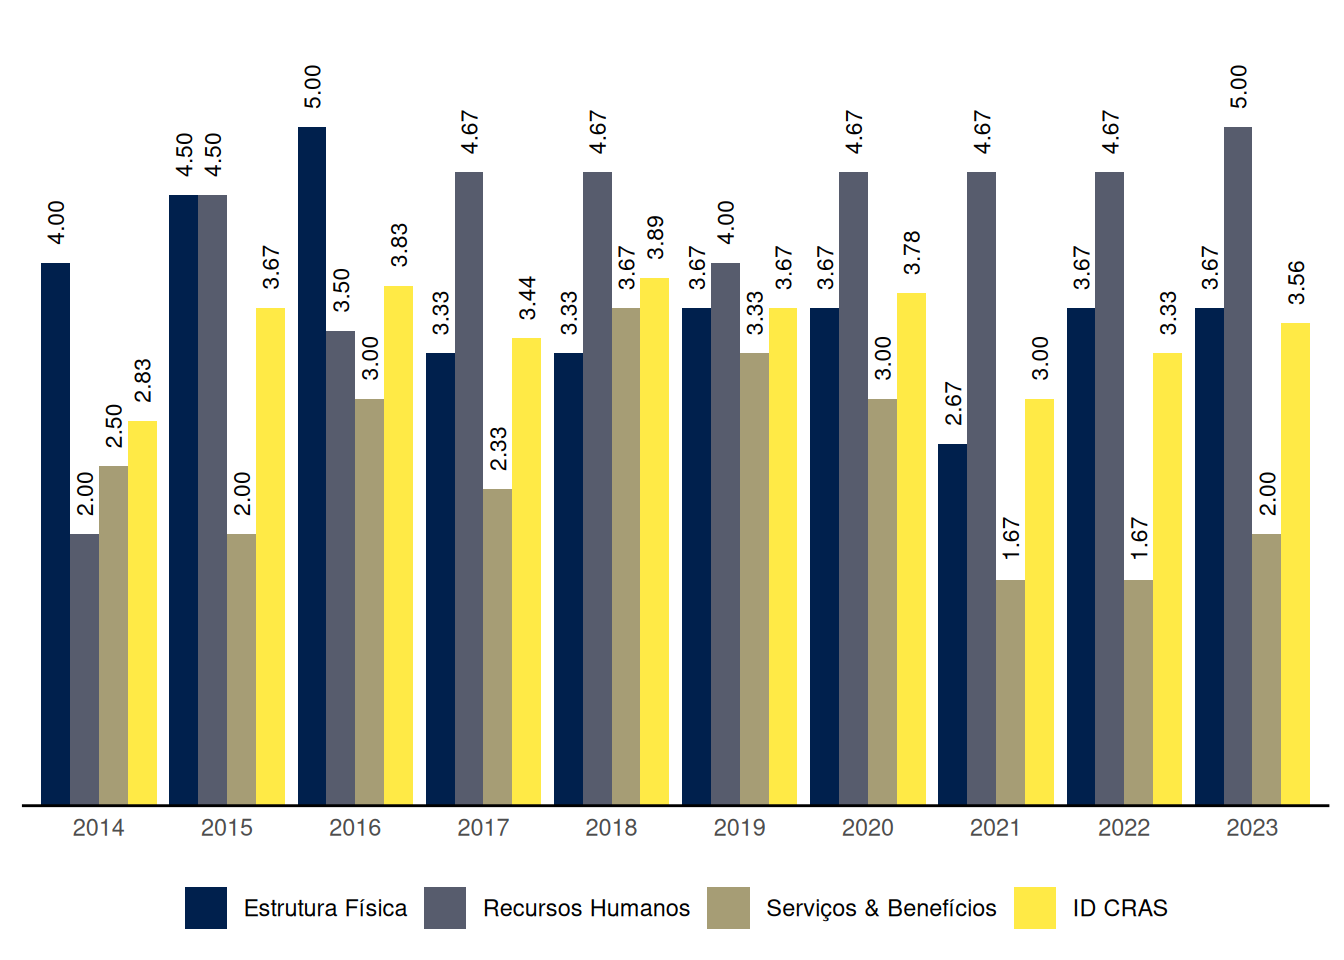 4.00 2.00 2.50 2.83
4.50 4.50 2.00 3.67
5.00 3.50 3.00 3.83
3.33 4.67 2.33 3.44
3.33 4.67 3.67 3.89
3.67 4.00 3.33 3.67
3.67 4.67 3.00 3.78
2.67 4.67 1.67 3.00
3.67 4.67 1.67 3.33
3.67 5.00 2.00 3.56
2014 2015 2016 2017 2018 2019 2020 2021 2022 2023
Estrutura Física Recursos Humanos Serviços & Benefícios ID CRAS